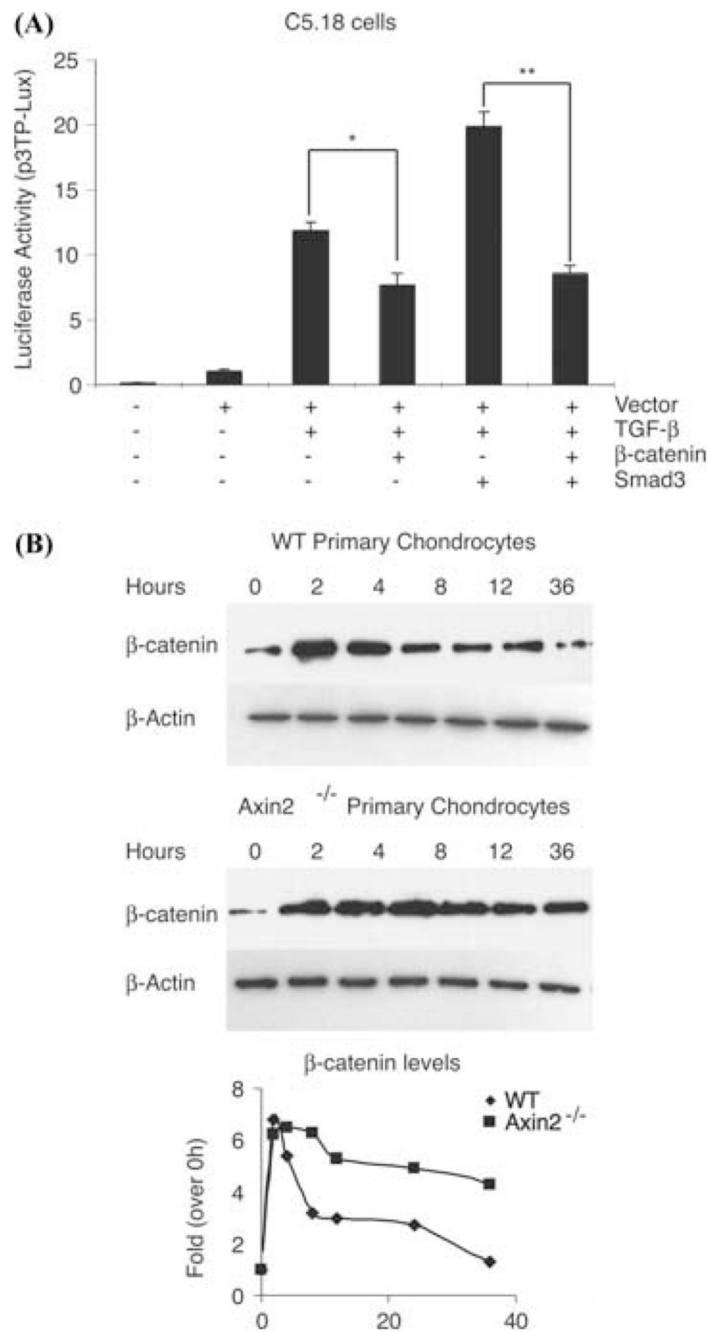 (A)
C5.18 cells
Luciferase Activity (p3TP-Lux)
25
20
15
10
5
0
*
**
- + + + + + Vector
- - + + + + TGF-β
- - - + - + β-catenin
- - - - + + Smad3
(B)
WT Primary Chondrocytes
Hours 0 2 4 8 12 36
β-catenin
β-Actin
Axin2 -/- Primary Chondrocytes
Hours 0 2 4 8 12 36
β-catenin
β-Actin
β-catenin levels
Fold (over 0h)
8
6
4
2
0
WT
Axin2 -/-
0 20 40